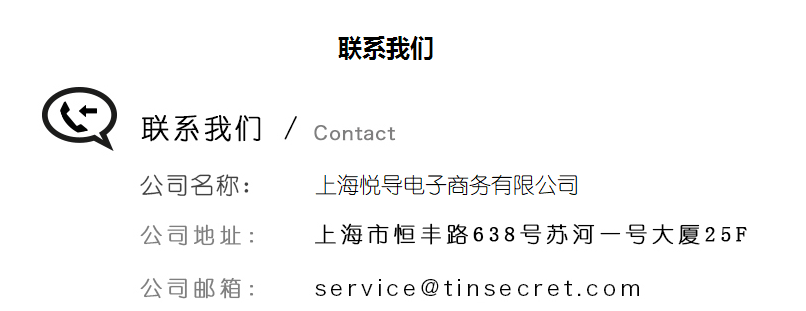 联系我们
联系我们 / Contact
公司名称： 上海悦导电子商务有限公司
公司地址： 上海市恒丰路638号苏河一号大厦25F
公司邮箱： service@tinsecret.com